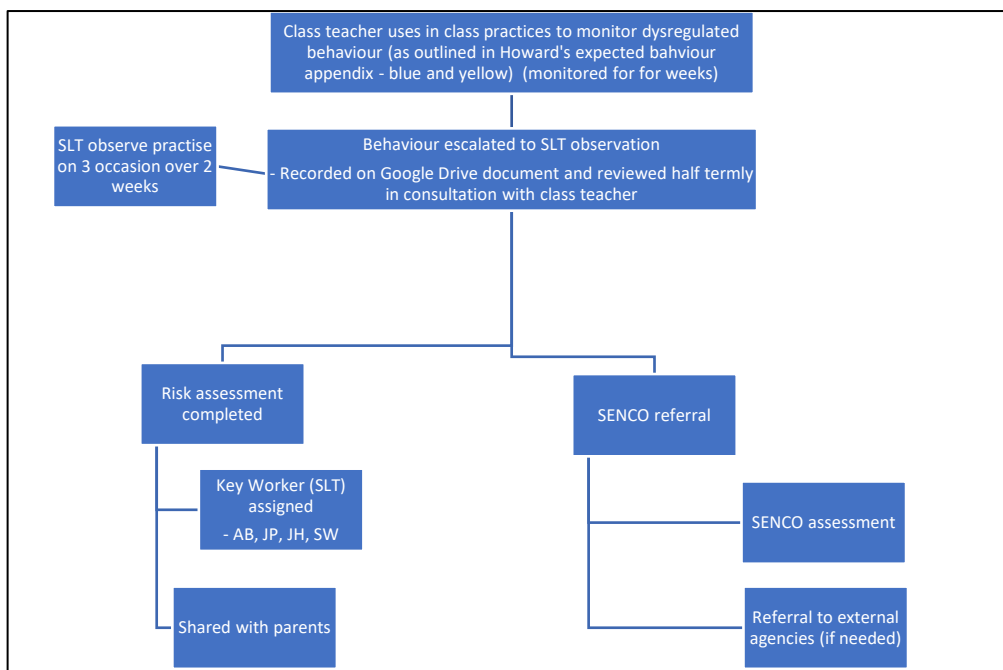 Class teacher uses in class practices to monitor dysregulated
behaviour (as outlined in Howard's expected bahviour
appendix - blue and yellow)  (monitored for for weeks)
SLT observe practise
on 3 occasion over 2
weeks
Behaviour escalated to SLT observation
- Recorded on Google Drive document and reviewed half termly
in consultation with class teacher
Risk assessment
completed
SENCO referral
Key Worker (SLT)
assigned
- AB, JP, JH, SW
SENCO assessment
Shared with parents
Referral to external
agencies (if needed)